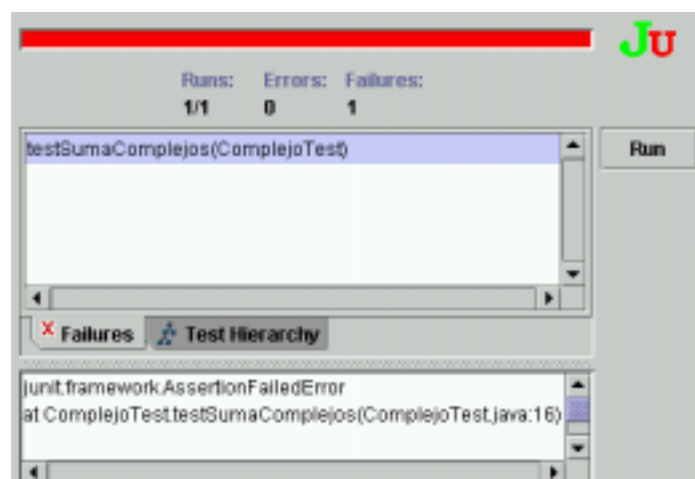 JU
Runs: Errors: Failures:
1/1 0 1
testSumaComplejos(ComplejoTest)
Run
X Failures Test Hierarchy
junit.framework.AssertionFailedError
at ComplejoTest.testSumaComplejos(ComplejoTest.java:16)